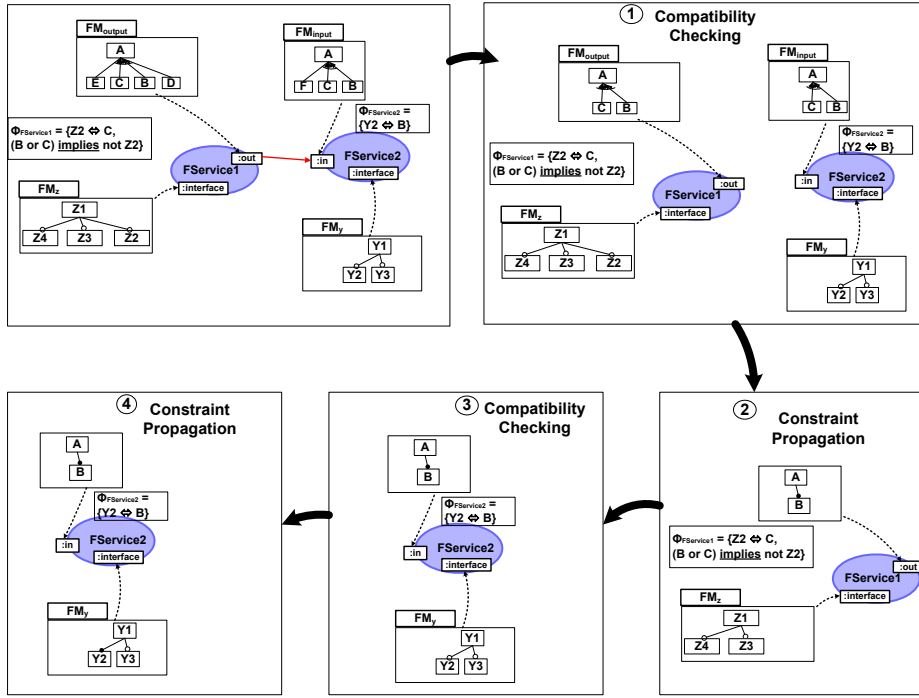 FMoutput
A
E C B D
FMinput
A
F C B
ΦFService1 = {Z2 ⇔ C,
(B or C) implies not Z2}
ΦFService2 =
{Y2 ⇔ B}
:out
FService1
:interface
:in
FService2
:interface
FMz
Z1
Z4 Z3 Z2
FMy
Y1
Y2 Y3
1 Compatibility
Checking
FMoutput
A
C B
FMinput
A
C B
ΦFService1 = {Z2 ⇔ C,
(B or C) implies not Z2}
ΦFService2 =
{Y2 ⇔ B}
:out
FService1
:interface
:in
FService2
:interface
FMz
Z1
Z4 Z3 Z2
FMy
Y1
Y2 Y3
4 Constraint
Propagation
A
B
ΦFService2 =
{Y2 ⇔ B}
:in
FService2
:interface
FMy
Y1
Y2 Y3
3 Compatibility
Checking
A
B
ΦFService2 =
{Y2 ⇔ B}
:in
FService2
:interface
FMy
Y1
Y2 Y3
2 Constraint
Propagation
A
B
ΦFService1 = {Z2 ⇔ C,
(B or C) implies not Z2}
:out
FService1
:interface
FMz
Z1
Z4 Z3